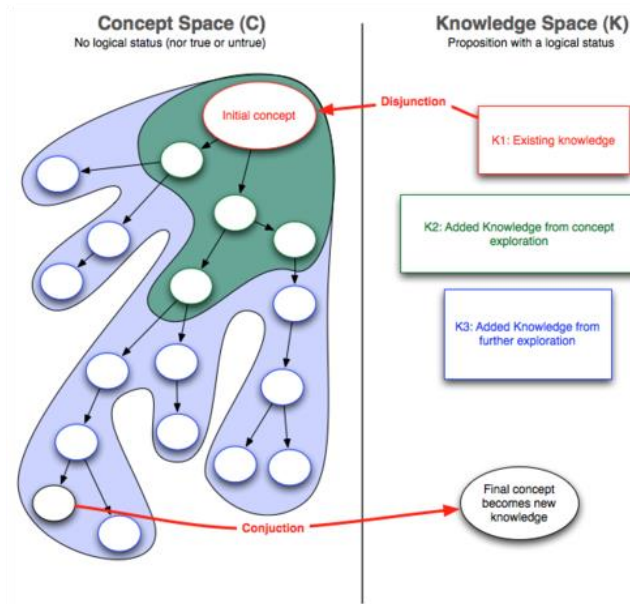 Concept Space (C)
No logical status (nor true or untrue)
Knowledge Space (K)
Proposition with a logical status
Initial concept
Disjunction
K1: Existing knowledge
K2: Added Knowledge from concept
exploration
K3: Added Knowledge from
further exploration
Final concept
becomes new
knowledge
Conjuction